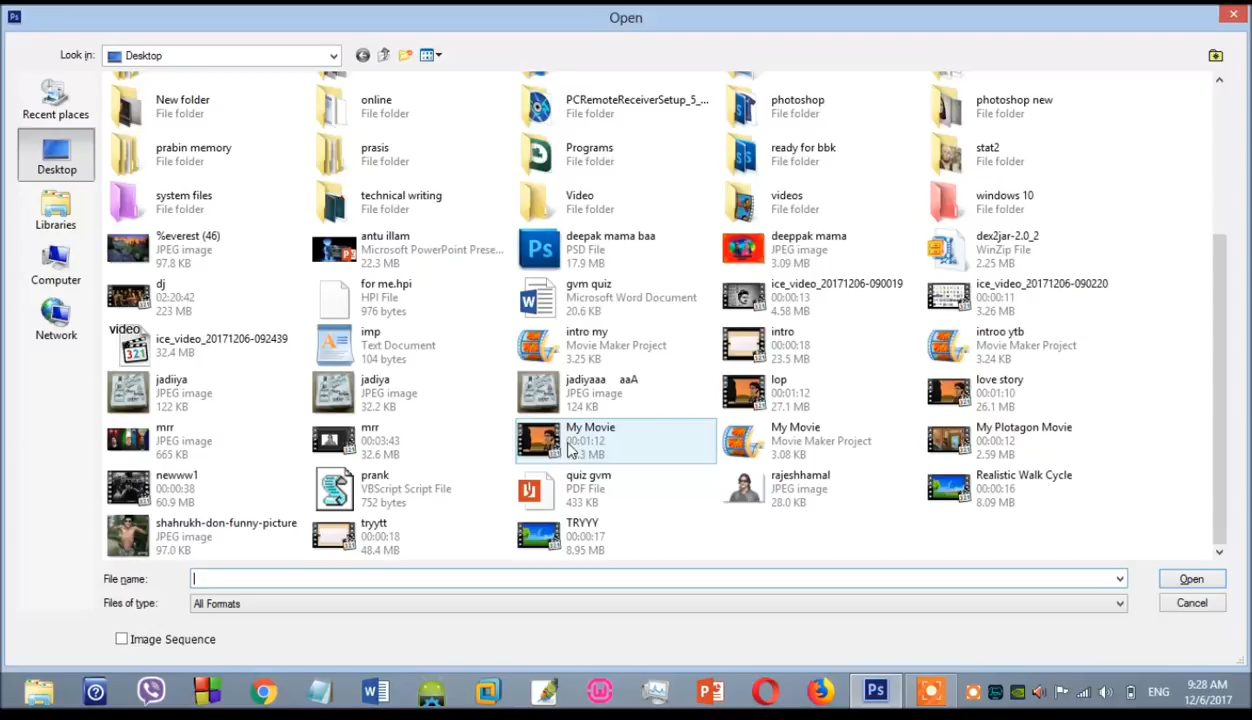 Open
Look in: Desktop
Recent places
Desktop
Libraries
Computer
Network
New folder
File folder
online
File folder
PCRemoteReceiverSetup_5_...
File folder
photoshop
File folder
photoshop new
File folder
prabin memory
File folder
prasis
File folder
Programs
File folder
ready for bbk
File folder
stat2
File folder
system files
File folder
technical writing
File folder
Video
File folder
videos
File folder
windows 10
File folder
%everest (46)
JPEG image
97.8 KB
antu illam
Microsoft PowerPoint Prese...
22.3 MB
Ps
deepak mama baa
PSD File
17.9 MB
deeppak mama
JPEG image
3.09 MB
dex2jar-2.0_2
WinZip File
2.25 MB
dj
02:20:42
223 MB
for me.hpi
HPI File
976 bytes
gvm quiz
Microsoft Word Document
20.6 KB
ice_video_20171206-090019
00:00:13
4.58 MB
ice_video_20171206-090220
00:00:11
3.26 MB
video
321
ice_video_20171206-092439
32.4 MB
imp
Text Document
104 bytes
intro my
Movie Maker Project
3.25 KB
intro
00:00:18
23.5 MB
introo ytb
Movie Maker Project
3.24 KB
jadiiya
JPEG image
122 KB
jadiya
JPEG image
32.2 KB
jadiyaaa aaA
JPEG image
124 KB
lop
00:01:12
27.1 MB
love story
00:01:10
26.1 MB
mrr
JPEG image
665 KB
mrr
00:03:43
32.6 MB
My Movie
00:01:12
My Movie
Movie Maker Project
3.08 KB
My Plotagon Movie
00:00:12
2.59 MB
newww1
00:00:38
60.9 MB
prank
VBScript Script File
752 bytes
quiz gvm
PDF File
433 KB
rajeshhamal
JPEG image
28.0 KB
Realistic Walk Cycle
00:00:16
8.09 MB
shahrukh-don-funny-picture
JPEG image
97.0 KB
tryytt
00:00:18
48.4 MB
TRYYY
00:00:17
8.95 MB
File name:
Open
Files of type: All Formats
Cancel
Image Sequence
Ps
ENG
9:28 AM
12/6/2017